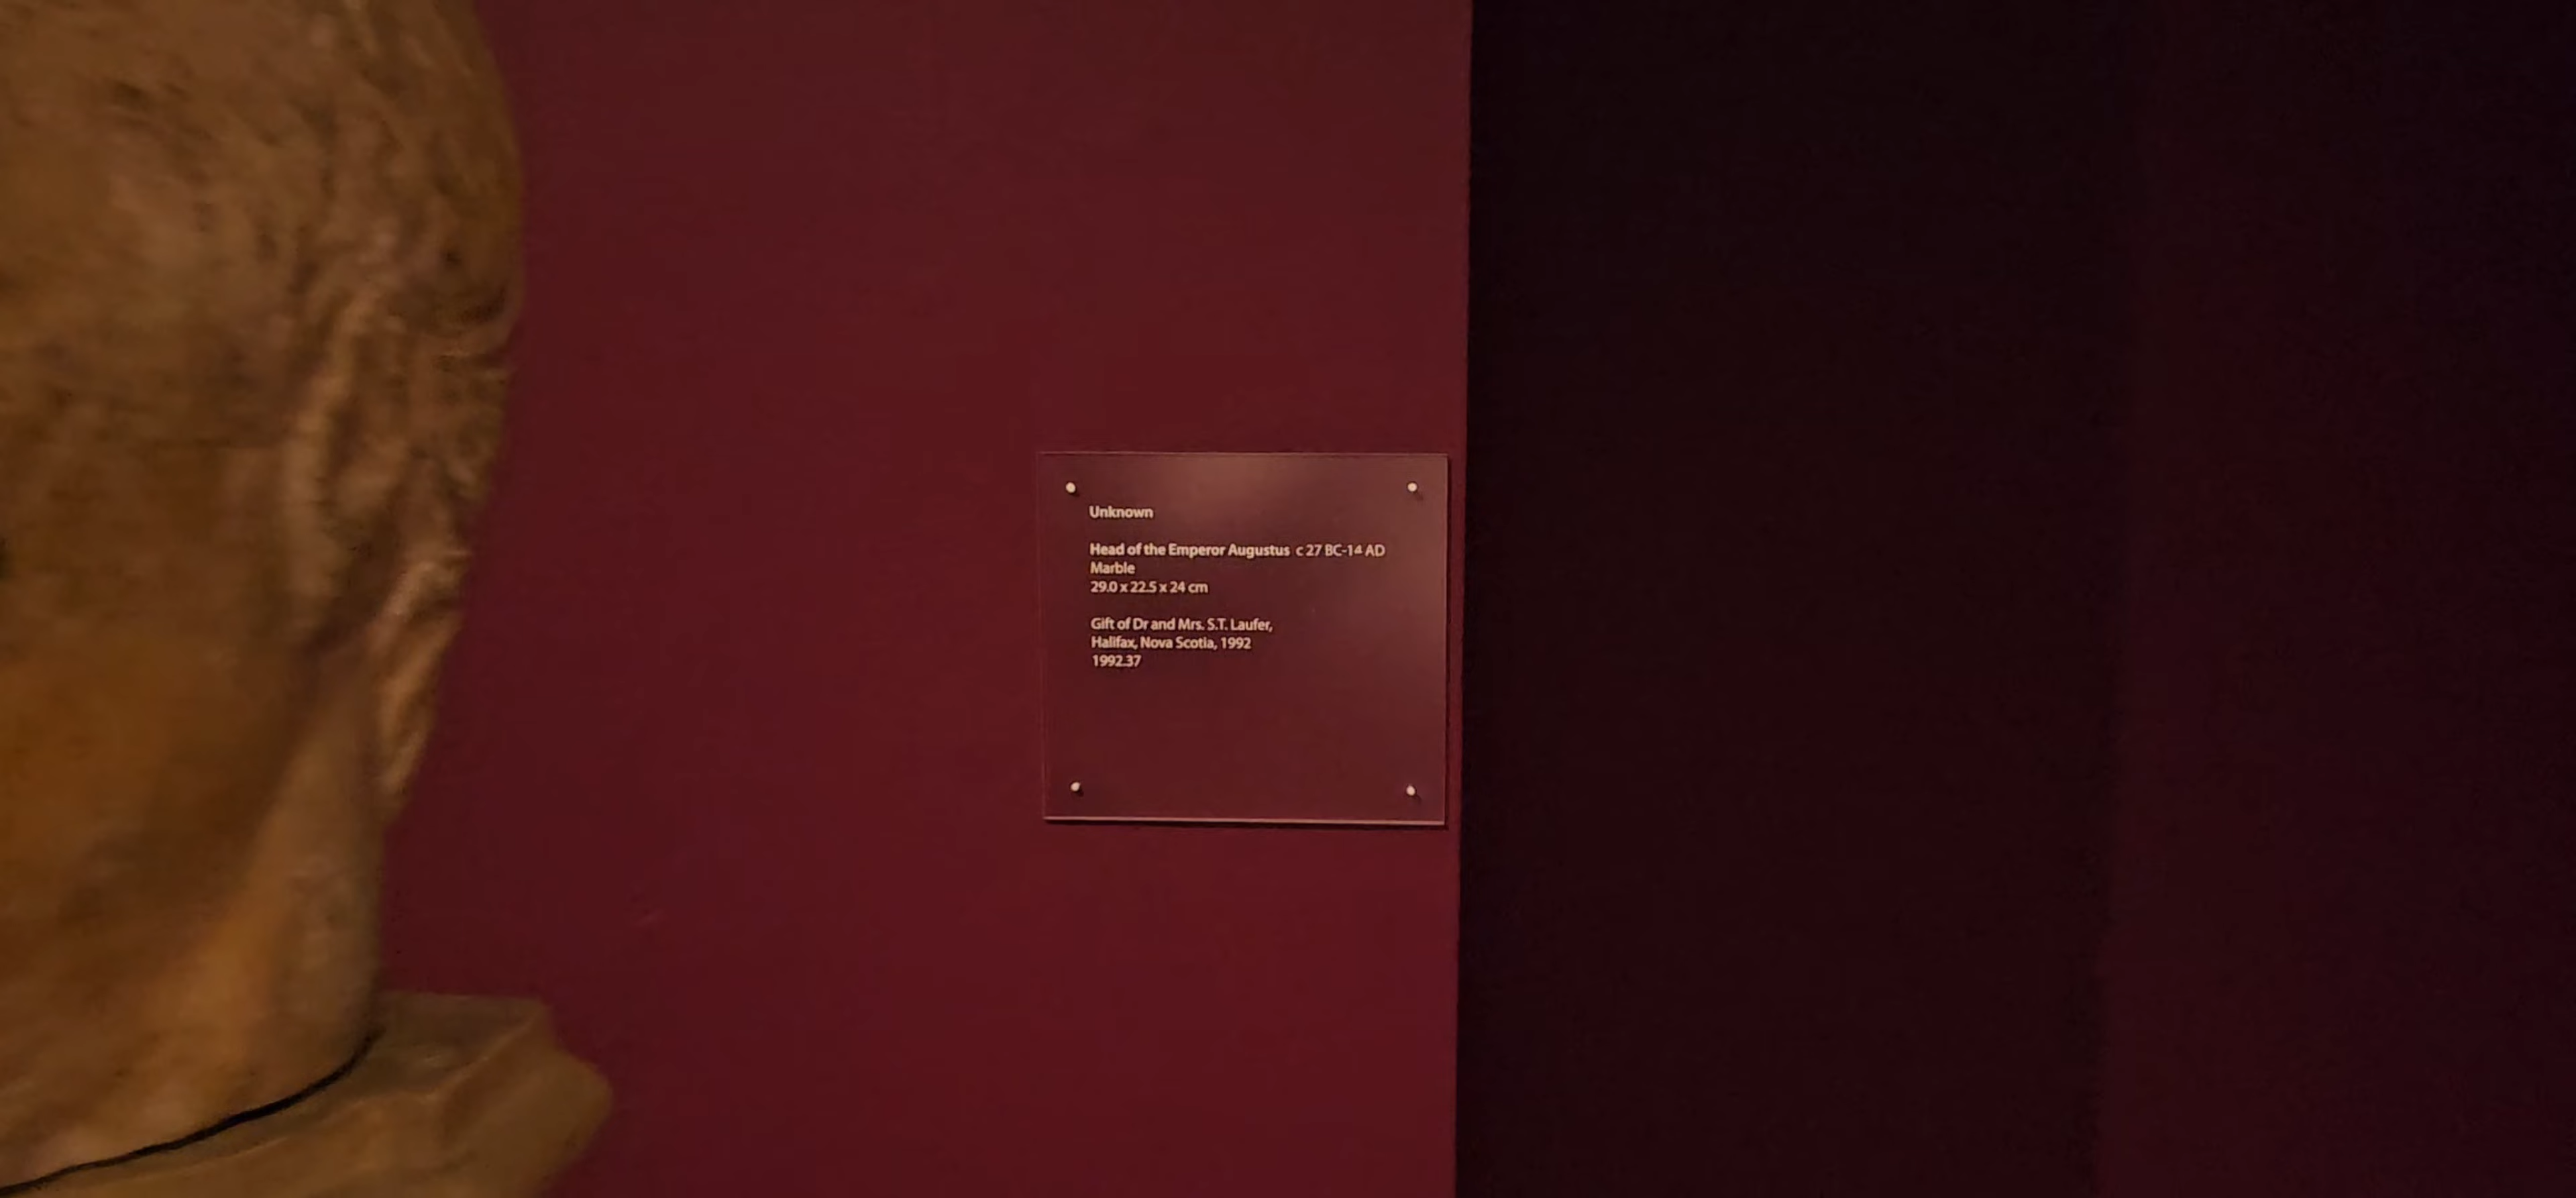 Unknown
Head of the Emperor Augustus c 27 BC-14 AD
Marble
29.0 x 22.5 x 24 cm
Gift of Dr and Mrs. S.T. Laufer,
Halifax, Nova Scotia, 1992
1992.37